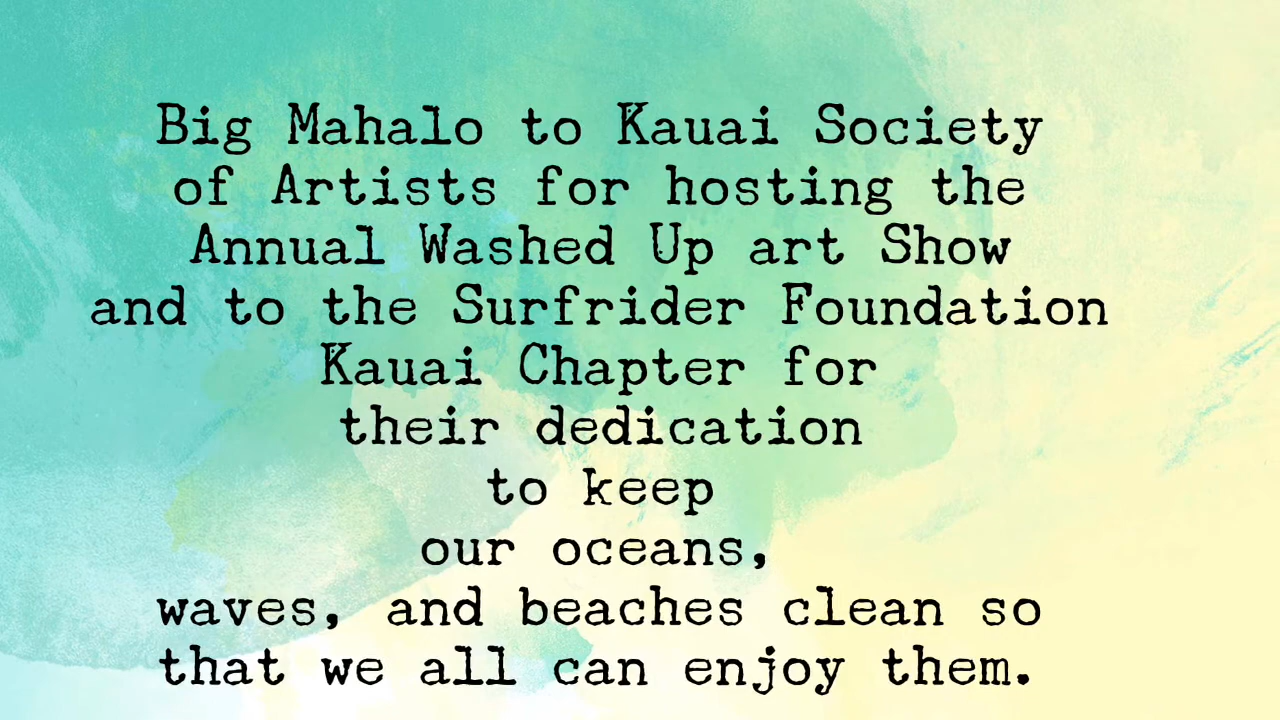 Big Mahalo to Kauai Society
of Artists for hosting the
Annual Washed Up art Show
and to the Surfrider Foundation
Kauai Chapter for
their dedication
to keep
our oceans,
waves, and beaches clean so
that we all can enjoy them.